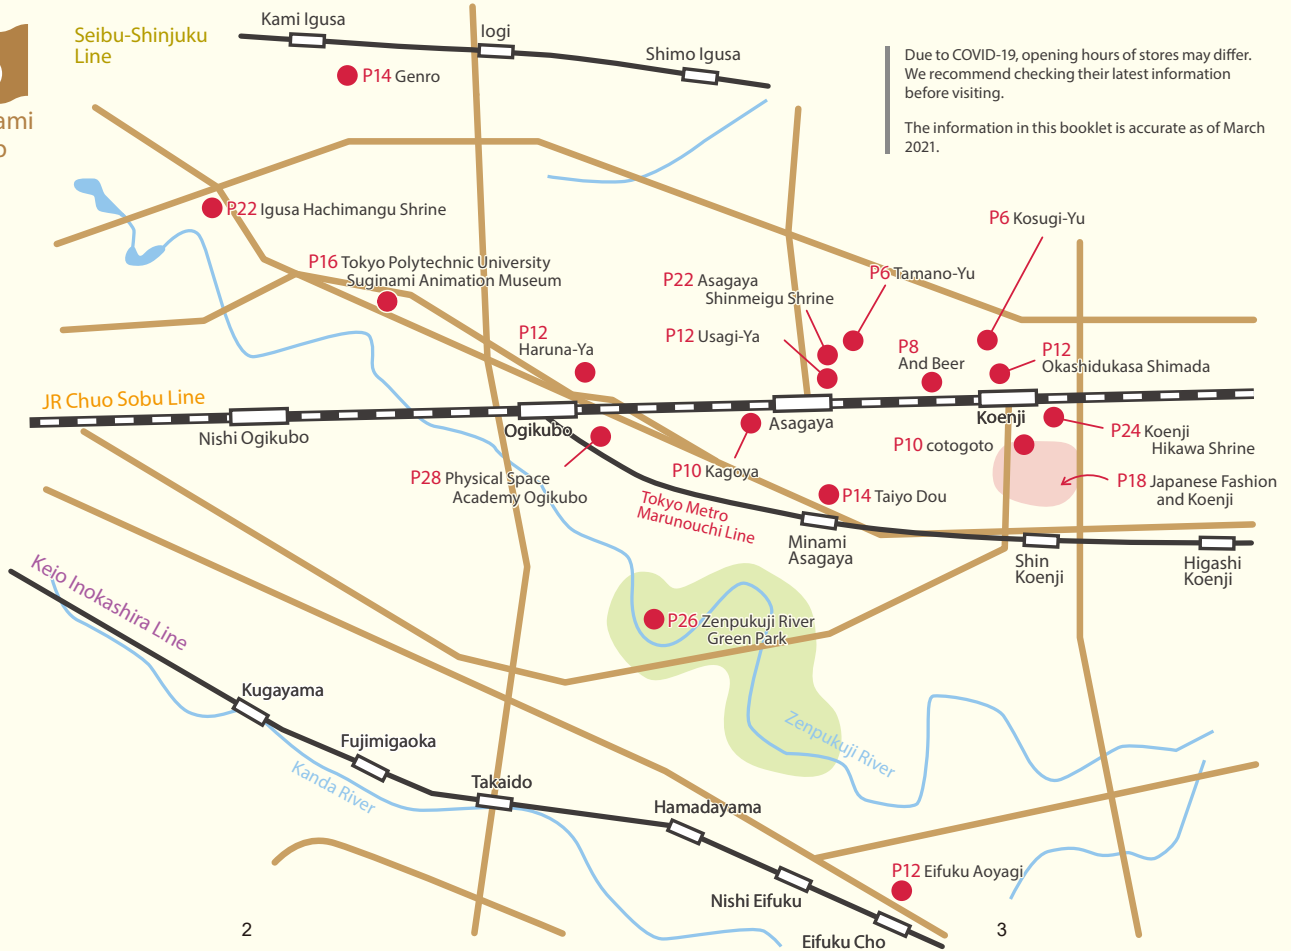 Seibu-Shinjuku
Line
Kami Igusa
Iogi
Shimo Igusa
P14 Genro
Due to COVID-19, opening hours of stores may differ.
We recommend checking their latest information
before visiting.
The information in this booklet is accurate as of March
2021.
P22 Igusa Hachimangu Shrine
P16 Tokyo Polytechnic University
Suginami Animation Museum
P12
Haruna-Ya
P22 Asagaya
Shinmeigu Shrine
P12 Usagi-Ya
P6 Tamano-Yu
P6 Kosugi-Yu
P8
And Beer
P12
Okashidukasa Shimada
JR Chuo Sobu Line
Nishi Ogikubo
Ogikubo
Asagaya
Koenji
P24 Koenji
Hikawa Shrine
P10 cotogoto
P18 Japanese Fashion
and Koenji
P28 Physical Space
Academy Ogikubo
P10 Kagoya
P14 Taiyo Dou
Tokyo Metro
Marunouchi Line
Minami
Asagaya
Shin
Koenji
Higashi
Koenji
Keio Inokashira Line
P26 Zenpukuji River
Green Park
Zenpukuji River
Kugayama
Fujimigaoka
Kanda River
Takaido
Hamadayama
Nishi Eifuku
P12 Eifuku Aoyagi
Eifuku Cho
2
3